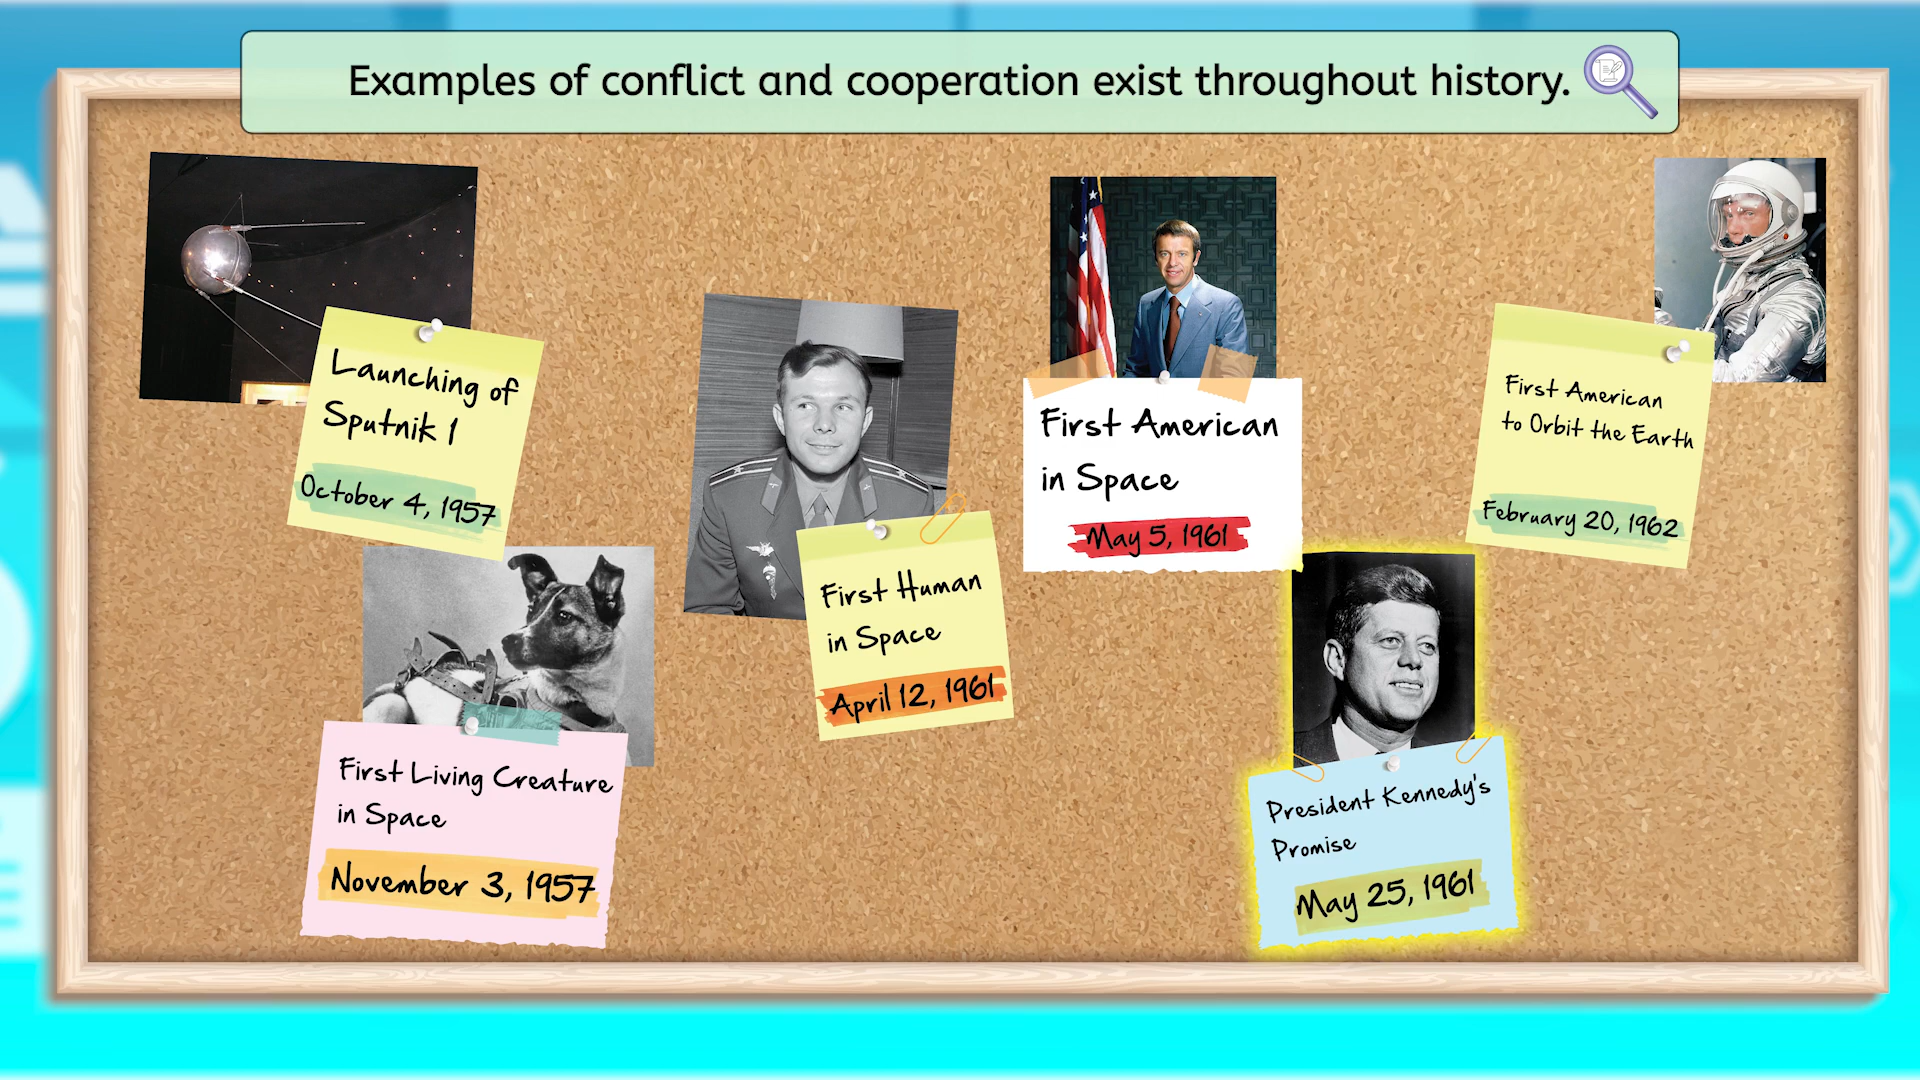 Examples of conflict and cooperation exist throughout history.
Launching of
Sputnik 1
October 4, 1957
First Living Creature
in Space
November 3, 1957
First Human
in Space
April 12, 1961
First American
in Space
May 5, 1961
President Kennedy's
Promise
May 25, 1961
First American
to Orbit the Earth
February 20, 1962